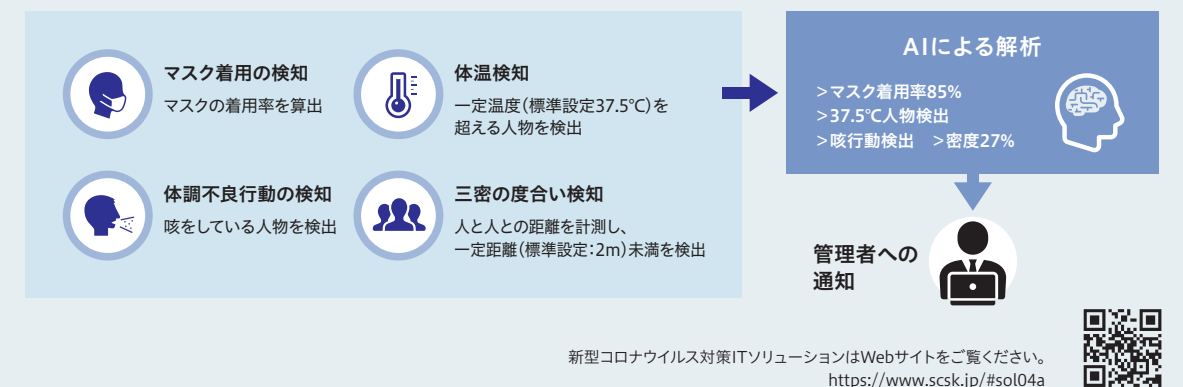 マスク着用の検知
マスクの着用率を算出
体温検知
一定温度（標準設定37.5℃）を
超える人物を検出
体調不良行動の検知
咳をしている人物を検出
三密の度合い検知
人と人との距離を計測し、
一定距離（標準設定：2m）未満を検出
AIによる解析
>マスク着用率85%
>37.5℃人物検出
>咳行動検出　>密度27%
管理者への
通知
新型コロナウイルス対策ITソリューションはWebサイトをご覧ください。
https://www.scsk.jp/#sol04a